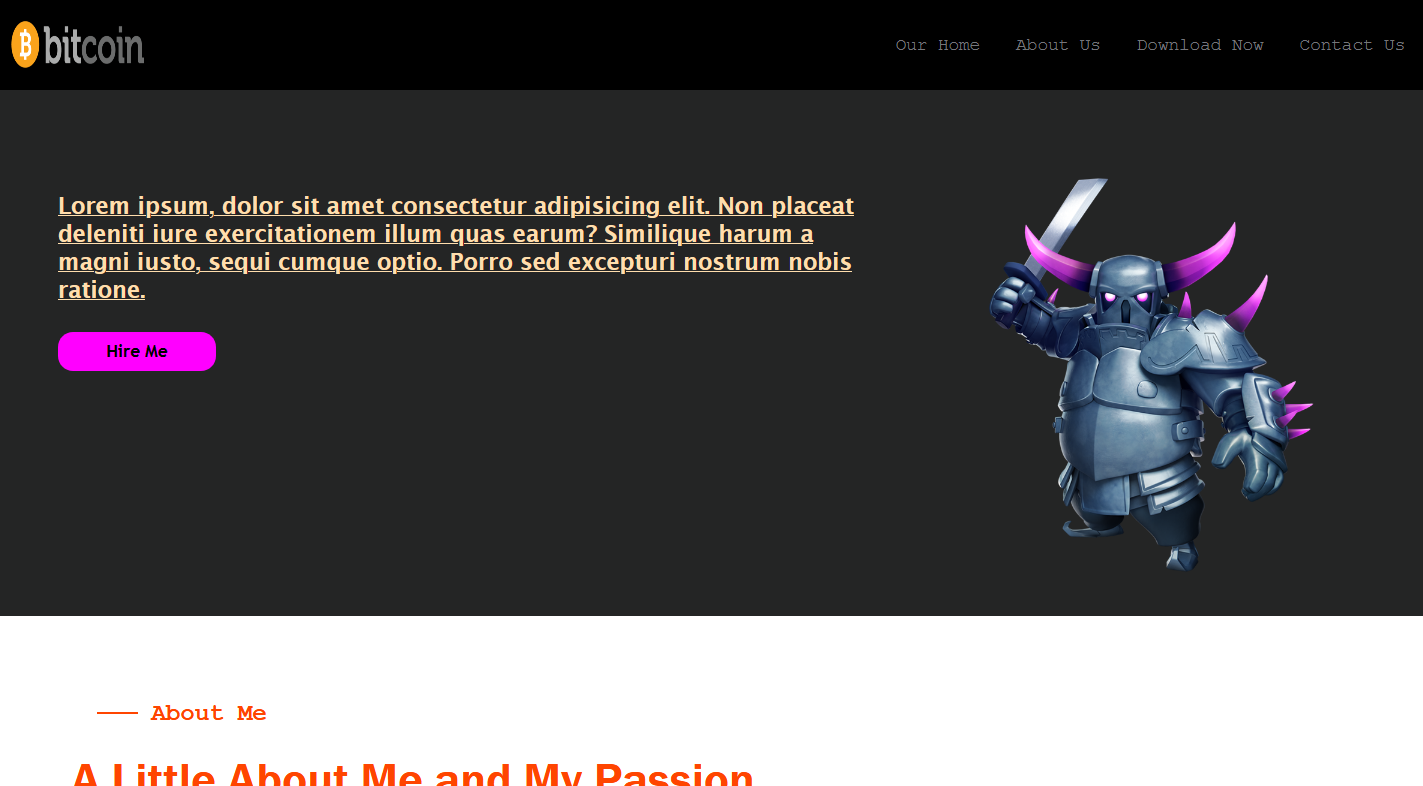 bitcoin
Our Home About Us Download Now Contact Us
Lorem ipsum, dolor sit amet consectetur adipisicing elit. Non placeat
deleniti iure exercitationem illum quas earum? Similique harum a
magni iusto, sequi cumque optio. Porro sed excepturi nostrum nobis
ratione.
Hire Me
About Me
A Little About Me and My Passion